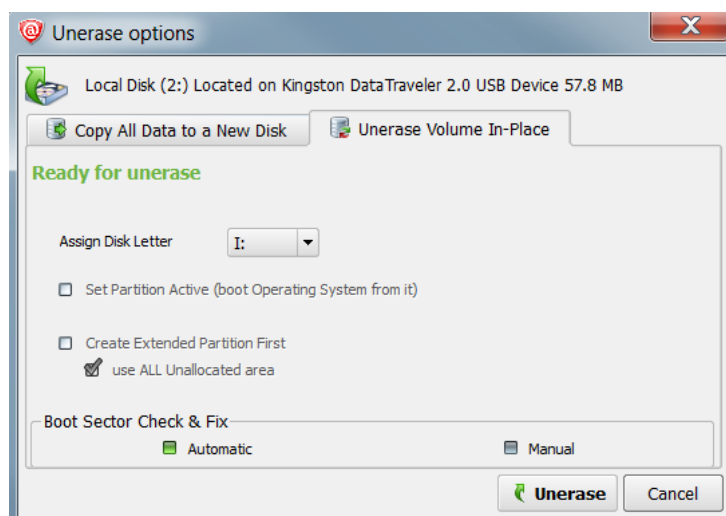 Unerase options
Local Disk (2:) Located on Kingston DataTraveler 2.0 USB Device 57.8 MB
Copy All Data to a New Disk
Unerase Volume In-Place
Ready for unerase
Assign Disk Letter I:
Set Partition Active (boot Operating System from it)
Create Extended Partition First
use ALL Unallocated area
Boot Sector Check & Fix
Automatic Manual
Unerase Cancel